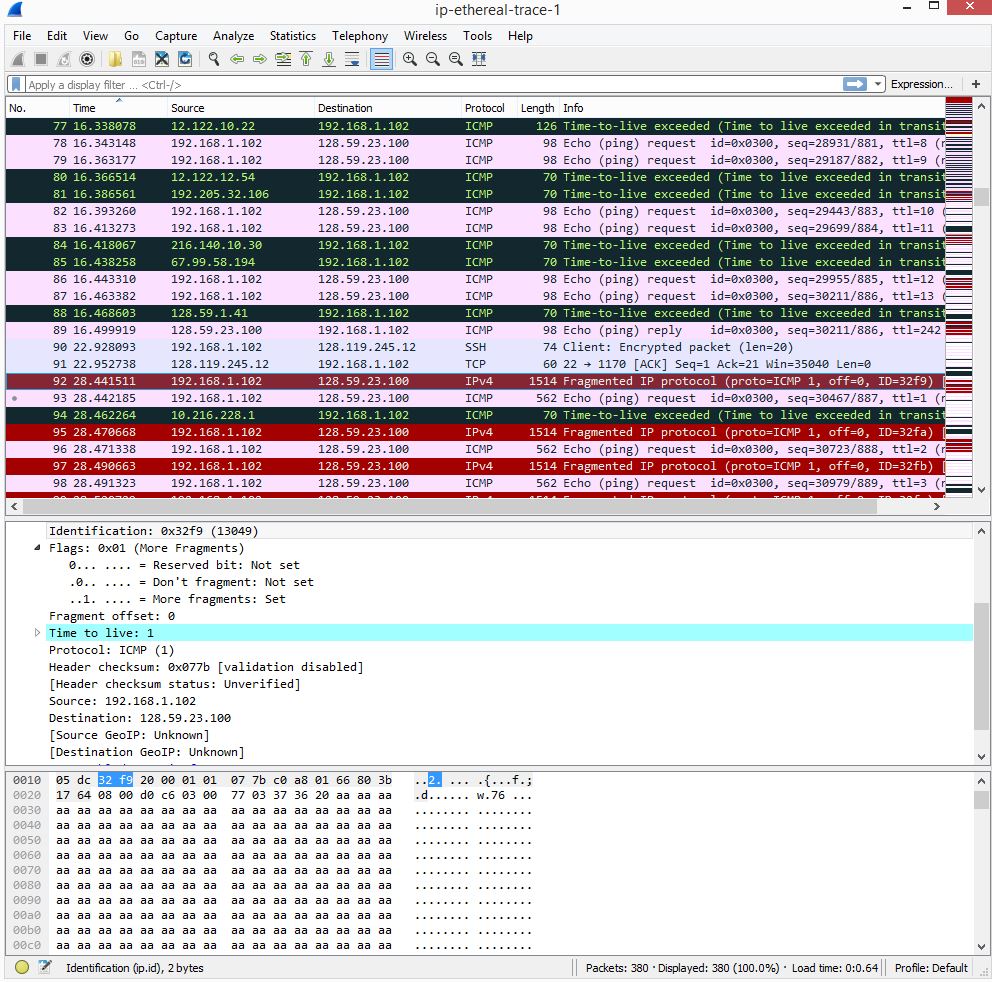 ip-ethereal-trace-1
File Edit View Go Capture Analyze Statistics Telephony Wireless Tools Help
Apply a display filter ... <Ctrl-/> Expression... +
No. Time Source Destination Protocol Length Info
77 16.338078 12.122.10.22 192.168.1.102 ICMP 126 Time-to-live exceeded (Time to live exceeded in transit
78 16.343148 192.168.1.102 128.59.23.100 ICMP 98 Echo (ping) request id=0x0300, seq=28931/881, ttl=8 (r
79 16.363177 192.168.1.102 128.59.23.100 ICMP 98 Echo (ping) request id=0x0300, seq=29187/882, ttl=9 (r
80 16.366514 12.122.12.54 192.168.1.102 ICMP 70 Time-to-live exceeded (Time to live exceeded in transit
81 16.386561 192.205.32.106 192.168.1.102 ICMP 70 Time-to-live exceeded (Time to live exceeded in transit
82 16.393260 192.168.1.102 128.59.23.100 ICMP 98 Echo (ping) request id=0x0300, seq=29443/883, ttl=10 (
83 16.413273 192.168.1.102 128.59.23.100 ICMP 98 Echo (ping) request id=0x0300, seq=29699/884, ttl=11 (
84 16.418067 216.140.10.30 192.168.1.102 ICMP 70 Time-to-live exceeded (Time to live exceeded in transit
85 16.438258 67.99.58.194 192.168.1.102 ICMP 70 Time-to-live exceeded (Time to live exceeded in transit
86 16.443310 192.168.1.102 128.59.23.100 ICMP 98 Echo (ping) request id=0x0300, seq=29955/885, ttl=12 (
87 16.463382 192.168.1.102 128.59.23.100 ICMP 98 Echo (ping) request id=0x0300, seq=30211/886, ttl=13 (
88 16.468603 128.59.1.41 192.168.1.102 ICMP 70 Time-to-live exceeded (Time to live exceeded in transit
89 16.499919 128.59.23.100 192.168.1.102 ICMP 98 Echo (ping) reply id=0x0300, seq=30211/886, ttl=242
90 22.928093 192.168.1.102 128.119.245.12 SSH 74 Client: Encrypted packet (len=20)
91 22.952738 128.119.245.12 192.168.1.102 TCP 60 22 → 1170 [ACK] Seq=1 Ack=21 Win=35040 Len=0
92 28.441511 192.168.1.102 128.59.23.100 IPv4 1514 Fragmented IP protocol (proto=ICMP 1, off=0, ID=32f9) [
93 28.442185 192.168.1.102 128.59.23.100 ICMP 562 Echo (ping) request id=0x0300, seq=30467/887, ttl=1 (r
94 28.462264 10.216.228.1 192.168.1.102 ICMP 70 Time-to-live exceeded (Time to live exceeded in transit
95 28.470668 192.168.1.102 128.59.23.100 IPv4 1514 Fragmented IP protocol (proto=ICMP 1, off=0, ID=32fa) [
96 28.471338 192.168.1.102 128.59.23.100 ICMP 562 Echo (ping) request id=0x0300, seq=30723/888, ttl=2 (r
97 28.490663 192.168.1.102 128.59.23.100 IPv4 1514 Fragmented IP protocol (proto=ICMP 1, off=0, ID=32fb) [
98 28.491323 192.168.1.102 128.59.23.100 ICMP 562 Echo (ping) request id=0x0300, seq=30979/889, ttl=3 (r
Identification: 0x32f9 (13049)
Flags: 0x01 (More Fragments)
0... .... = Reserved bit: Not set
.0.. .... = Don't fragment: Not set
..1. .... = More fragments: Set
Fragment offset: 0
Time to live: 1
Protocol: ICMP (1)
Header checksum: 0x077b [validation disabled]
[Header checksum status: Unverified]
Source: 192.168.1.102
Destination: 128.59.23.100
[Source GeoIP: Unknown]
[Destination GeoIP: Unknown]
0010 05 dc 32 f9 20 00 01 01 07 7b c0 a8 01 66 80 3b ..2. .... .{...f.;
0020 17 64 08 00 d0 c6 03 00 77 03 37 36 20 aa aa aa .d...... w.76 ...
0030 aa aa aa aa aa aa aa aa aa aa aa aa aa aa aa aa ........ ........
0040 aa aa aa aa aa aa aa aa aa aa aa aa aa aa aa aa ........ ........
0050 aa aa aa aa aa aa aa aa aa aa aa aa aa aa aa aa ........ ........
0060 aa aa aa aa aa aa aa aa aa aa aa aa aa aa aa aa ........ ........
0070 aa aa aa aa aa aa aa aa aa aa aa aa aa aa aa aa ........ ........
0080 aa aa aa aa aa aa aa aa aa aa aa aa aa aa aa aa ........ ........
0090 aa aa aa aa aa aa aa aa aa aa aa aa aa aa aa aa ........ ........
00a0 aa aa aa aa aa aa aa aa aa aa aa aa aa aa aa aa ........ ........
00b0 aa aa aa aa aa aa aa aa aa aa aa aa aa aa aa aa ........ ........
00c0 aa aa aa aa aa aa aa aa aa aa aa aa aa aa aa aa ........ ........
Identification (ip.id), 2 bytes Packets: 380 · Displayed: 380 (100.0%) · Load time: 0:0.64 Profile: Default